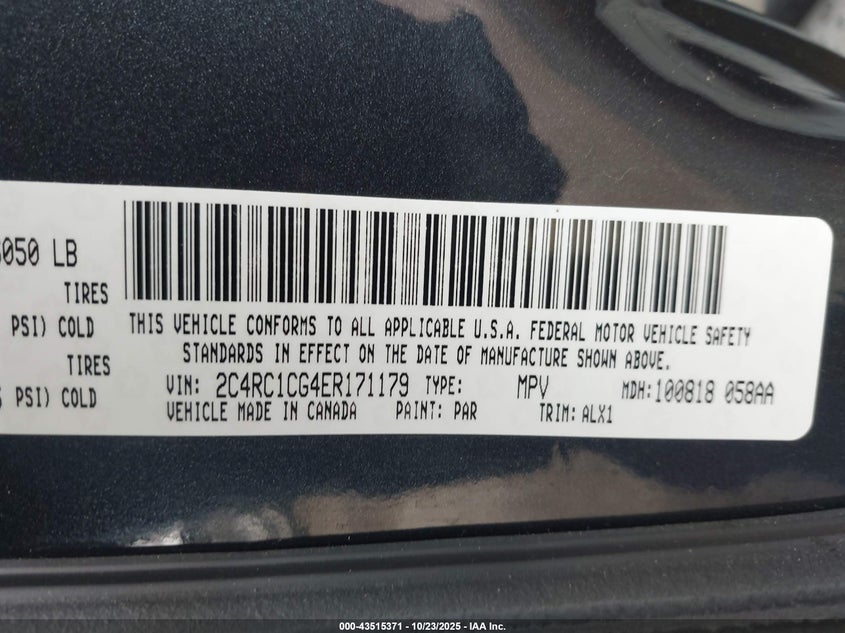 050 LB
TIRES
PSI) COLD
TIRES
PSI) COLD
THIS VEHICLE CONFORMS TO ALL APPLICABLE U.S.A. FEDERAL MOTOR VEHICLE SAFETY
STANDARDS IN EFFECT ON THE DATE OF MANUFACTURE SHOWN ABOVE.
VIN: 2C4RC1CG4ER171179 TYPE: MPV MDH:100818 058AA
VEHICLE MADE IN CANADA PAINT: PAR TRIM: ALX1
000-43515371 | 10/23/2025 - IAA Inc.